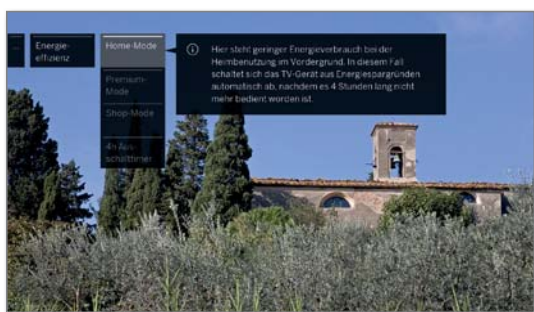 ...
Energie-
effizienz
Home-Mode
Premium-
Mode
Shop-Mode
4h Aus-
schalttimer
Hier steht geringer Energieverbrauch bei der
Heimbenutzung im Vordergrund. In diesem Fall
schaltet sich das TV-Gerät aus Energiespargründen
automatisch ab, nachdem es 4 Stunden lang nicht
mehr bedient worden ist.